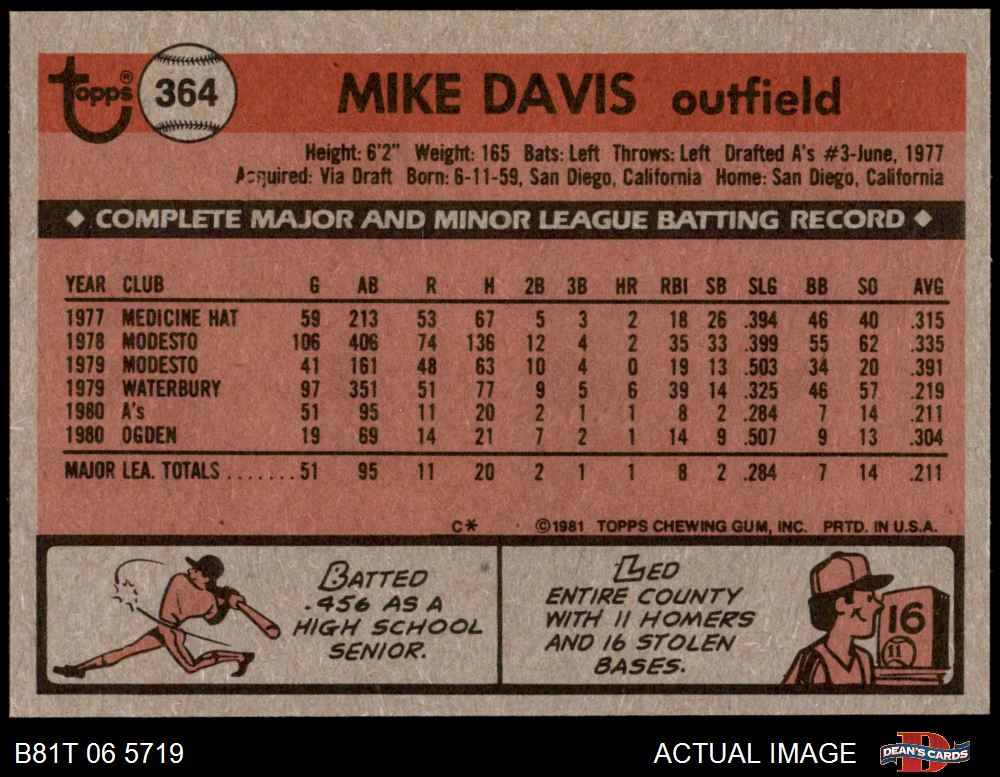 topps® 364 MIKE DAVIS outfield
Height: 6'2" Weight: 165 Bats: Left Throws: Left Drafted A's #3-June, 1977
Acquired: Via Draft Born: 6-11-59, San Diego, California Home: San Diego, California
◆ COMPLETE MAJOR AND MINOR LEAGUE BATTING RECORD ◆
YEAR CLUB G AB R H 2B 3B HR RBI SB SLG BB SO AVG
1977 MEDICINE HAT 59 213 53 67 5 3 2 18 26 .394 46 40 .315
1978 MODESTO 106 406 74 136 12 4 2 35 33 .399 55 62 .335
1979 MODESTO 41 161 48 63 10 4 0 19 13 .503 34 20 .391
1979 WATERBURY 97 351 51 77 9 5 6 39 14 .325 46 57 .219
1980 A's 51 95 11 20 2 1 1 8 2 .284 7 14 .211
1980 OGDEN 19 69 14 21 7 2 1 14 9 .507 9 13 .304
MAJOR LEA. TOTALS .......51 95 11 20 2 1 1 8 2 .284 7 14 .211
C* ©1981 TOPPS CHEWING GUM, INC. PRTD. IN U.S.A.
BATTED
.456 AS A
HIGH SCHOOL
SENIOR.
LED
ENTIRE COUNTY
WITH 11 HOMERS
AND 16 STOLEN
BASES.
16
11
B81T 06 5719 ACTUAL IMAGE DEAN'S CARDS